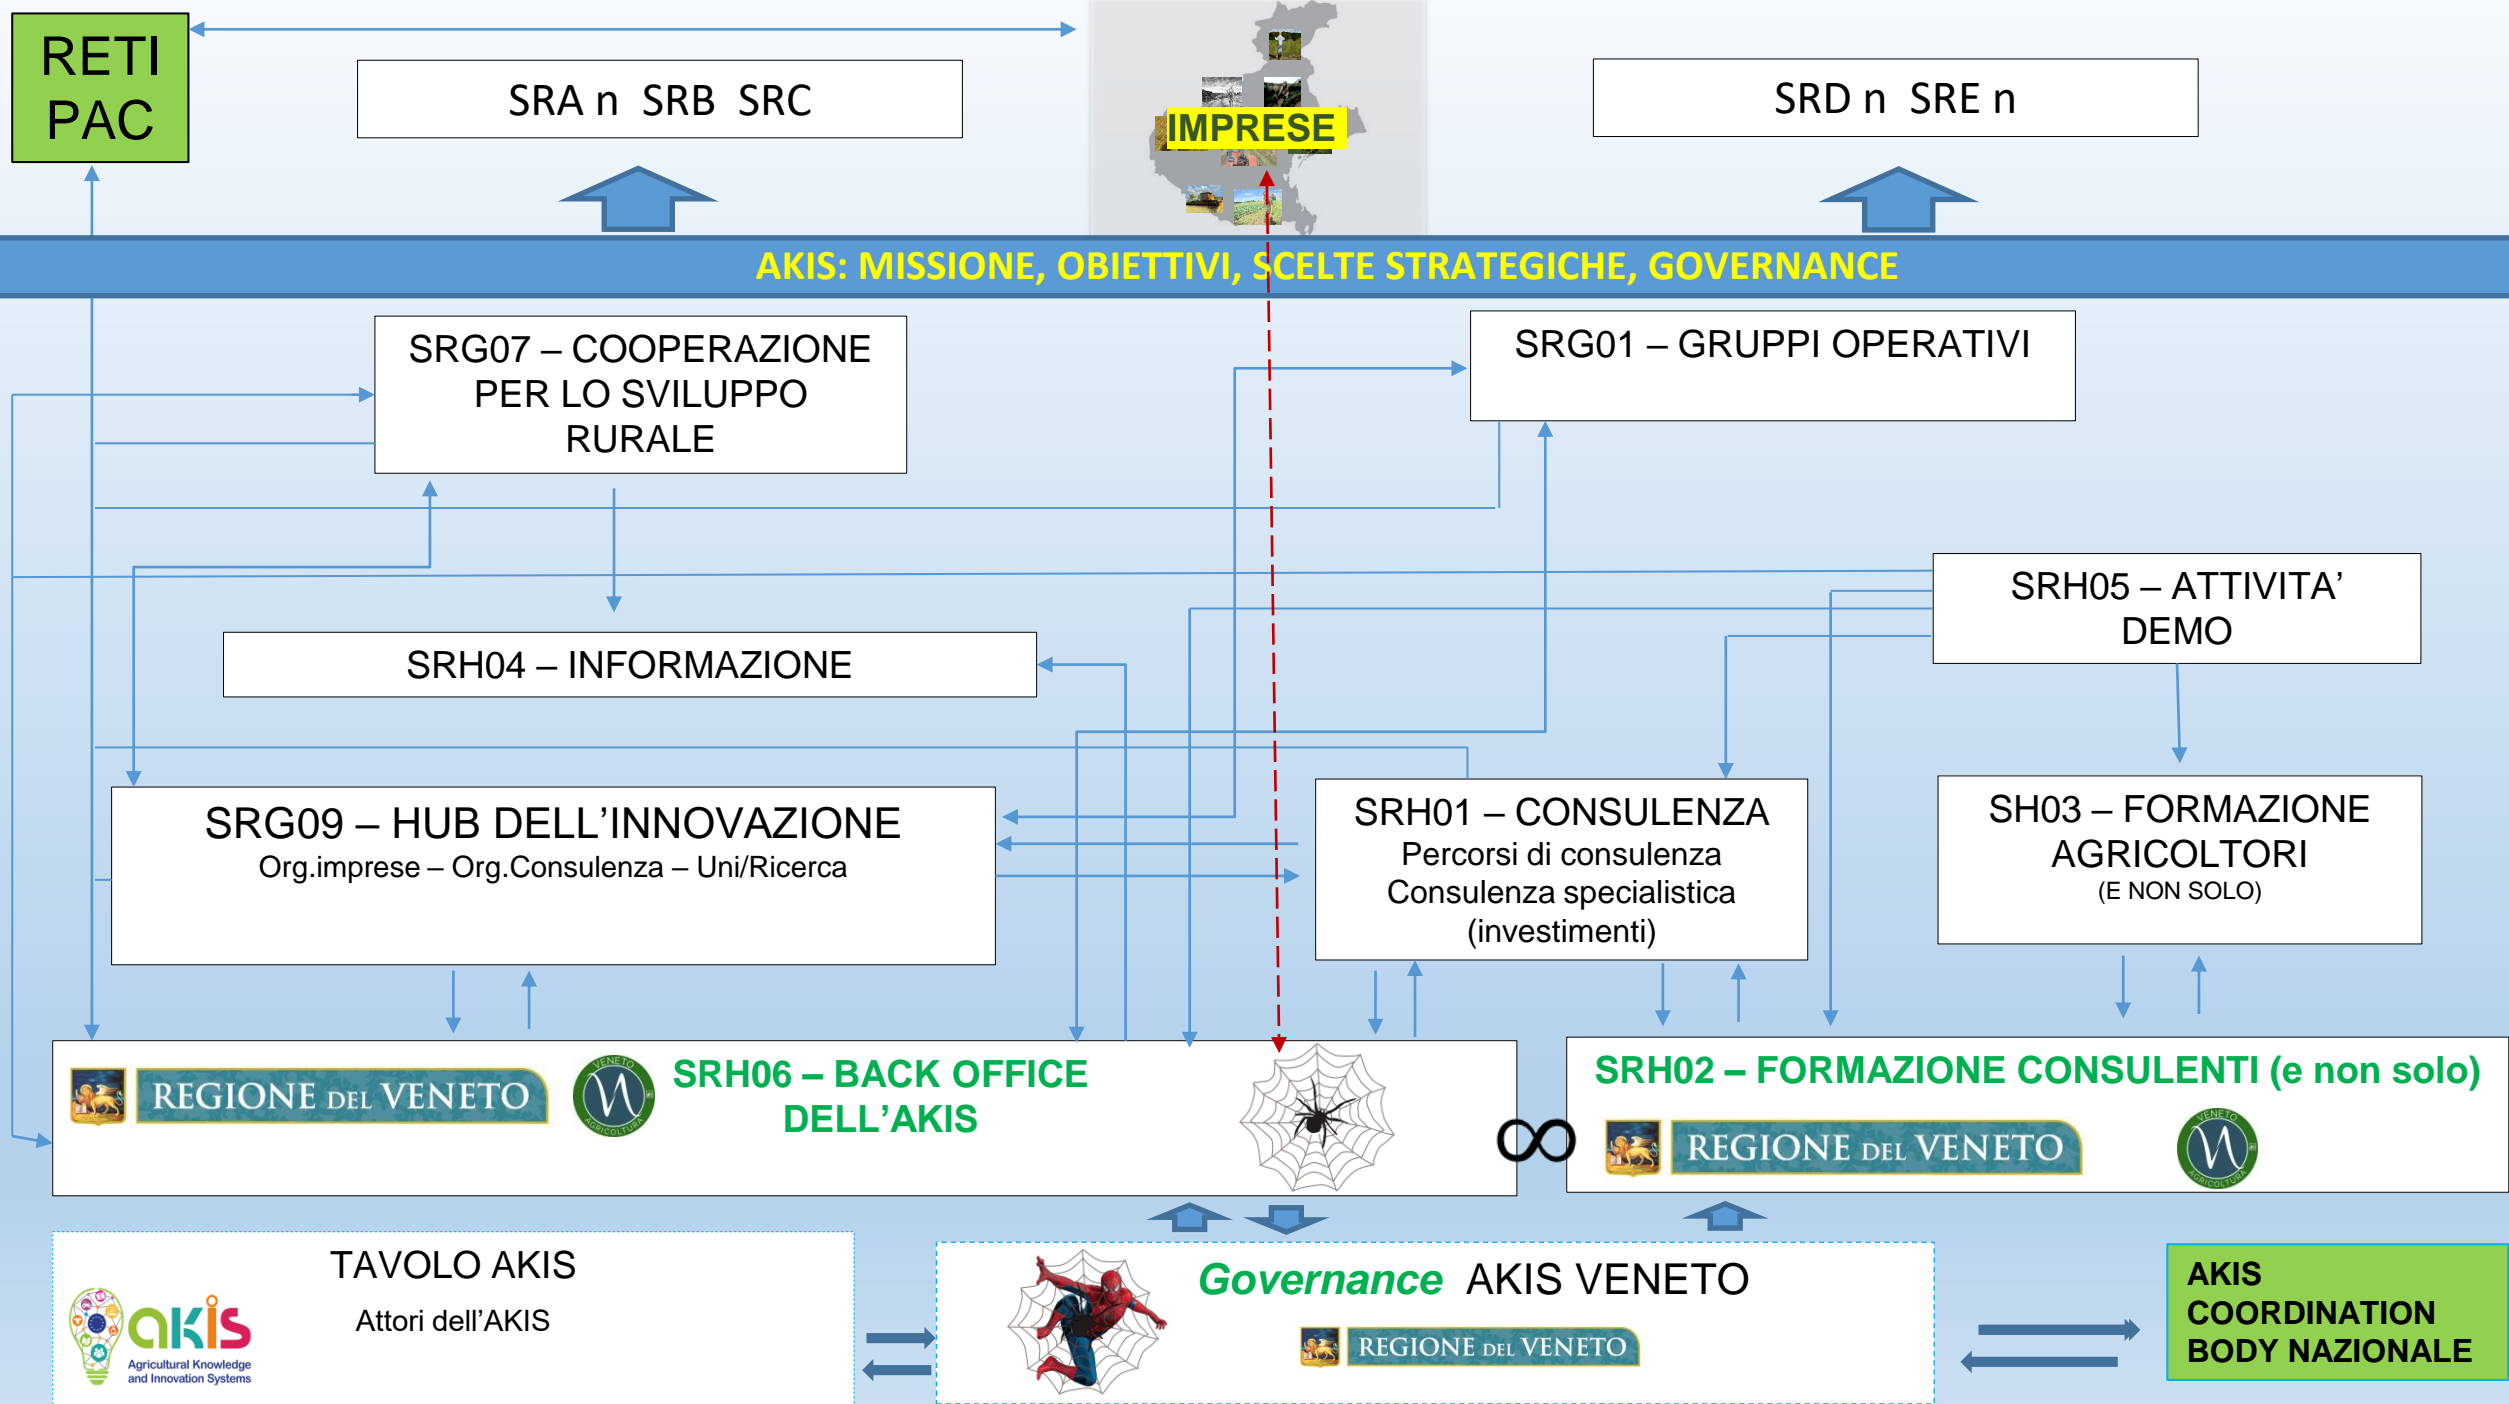 RETI
PAC
SRA n  SRB  SRC
IMPRESE
SRD n  SRE n
AKIS: MISSIONE, OBIETTIVI, SCELTE STRATEGICHE, GOVERNANCE
SRG07 – COOPERAZIONE
PER LO SVILUPPO
RURALE
SRG01 – GRUPPI OPERATIVI
SRH05 – ATTIVITA’
DEMO
SRH04 – INFORMAZIONE
SRG09 – HUB DELL’INNOVAZIONE
Org.imprese – Org.Consulenza – Uni/Ricerca
SRH01 – CONSULENZA
Percorsi di consulenza
Consulenza specialistica
(investimenti)
SH03 – FORMAZIONE
AGRICOLTORI
(E NON SOLO)
REGIONE DEL VENETO
VENETO
AGRICOLTURA
SRH06 – BACK OFFICE
DELL’AKIS
∞
SRH02 – FORMAZIONE CONSULENTI (e non solo)
REGIONE DEL VENETO
VENETO
AGRICOLTURA
TAVOLO AKIS
Attori dell’AKIS
akis
Agricultural Knowledge
and Innovation Systems
Governance  AKIS VENETO
REGIONE DEL VENETO
AKIS
COORDINATION
BODY NAZIONALE